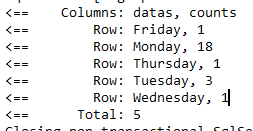 <==    Columns: datas, counts
<==        Row: Friday, 1
<==        Row: Monday, 18
<==        Row: Thursday, 1
<==        Row: Tuesday, 3
<==        Row: Wednesday, 1
<==      Total: 5
Closing non transactional SqlSe